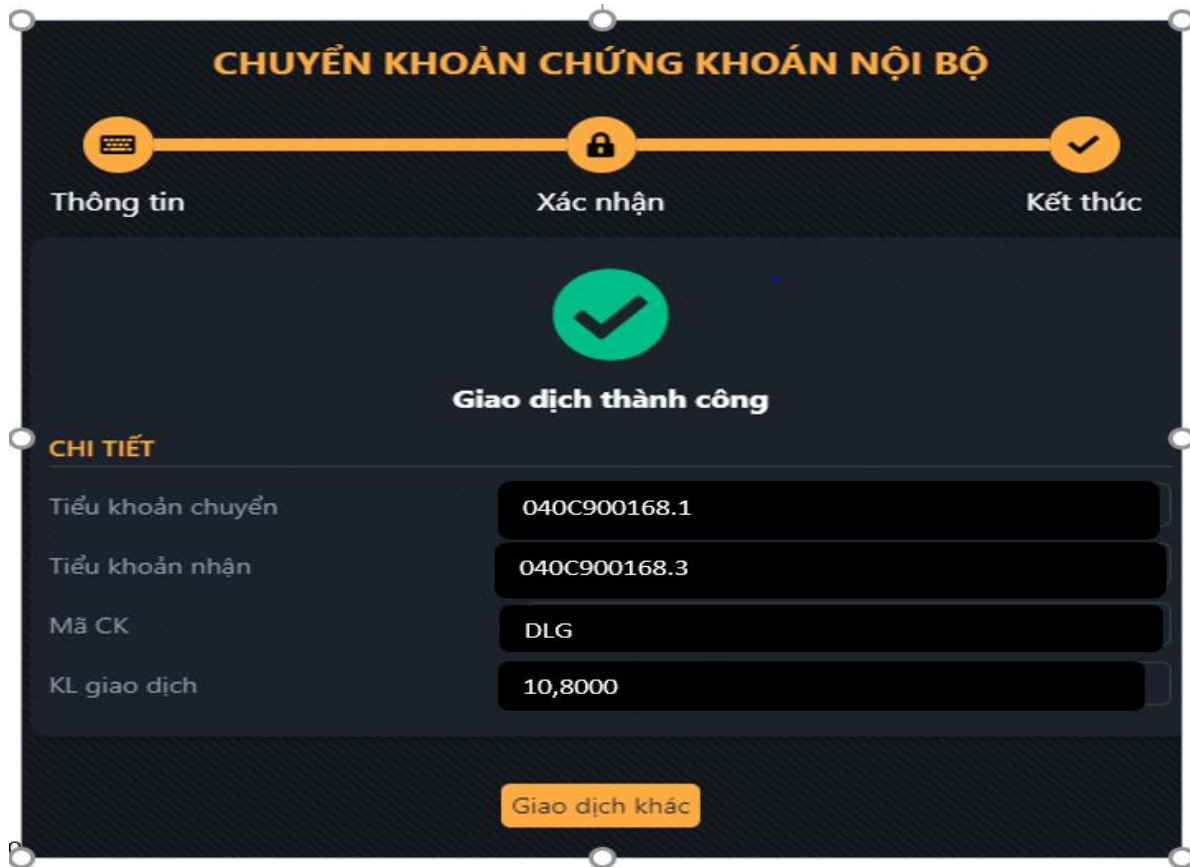 CHUYỂN KHOẢN CHỨNG KHOÁN NỘI BỘ
Thông tin Xác nhận Kết thúc
Giao dịch thành công
CHI TIẾT
Tiểu khoản chuyển 040C900168.1
Tiểu khoản nhận 040C900168.3
Mã CK DLG
KL giao dịch 10,8000
Giao dịch khác